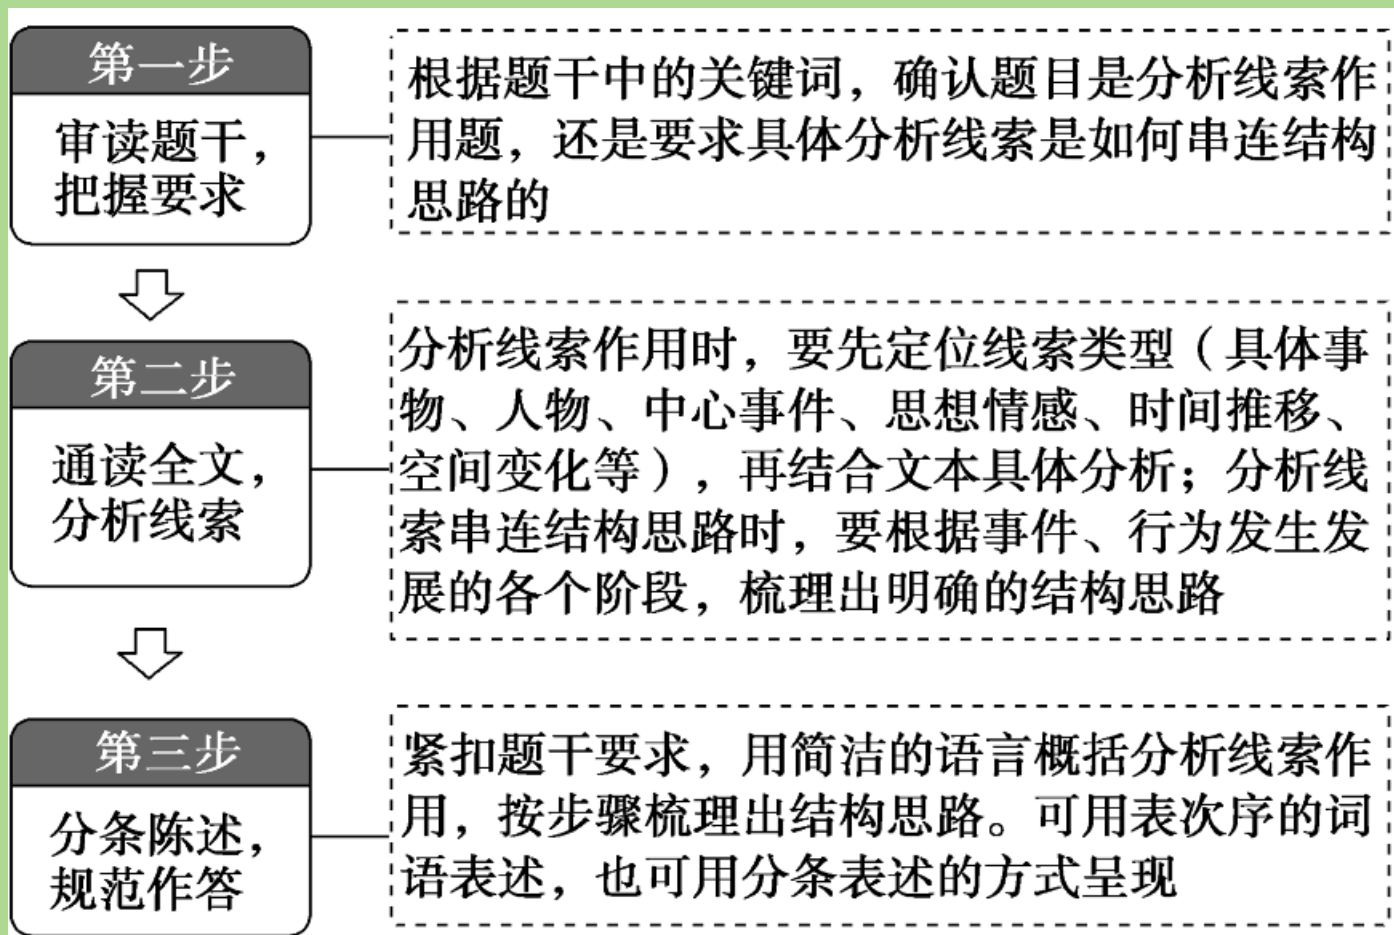 第一步
审读题干，
把握要求
根据题干中的关键词，确认题目是分析线索作
用题，还是要求具体分析线索是如何串连结构
思路的
第二步
通读全文，
分析线索
分析线索作用时，要先定位线索类型（具体事
物、人物、中心事件、思想情感、时间推移、
空间变化等），再结合文本具体分析；分析线
索串连结构思路时，要根据事件、行为发生发
展的各个阶段，梳理出明确的结构思路
第三步
分条陈述，
规范作答
紧扣题干要求，用简洁的语言概括分析线索作
用，按步骤梳理出结构思路。可用表次序的词
语表述，也可用分条表述的方式呈现